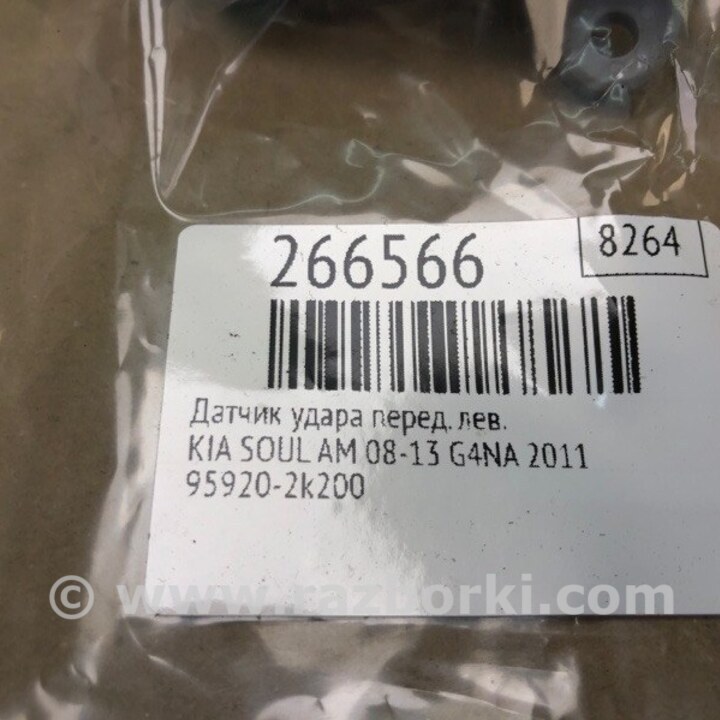 266566
8264
Датчик удара перед. лев.
KIA SOUL AM 08-13 G4NA 2011
95920-2k200
© www.razborki.com